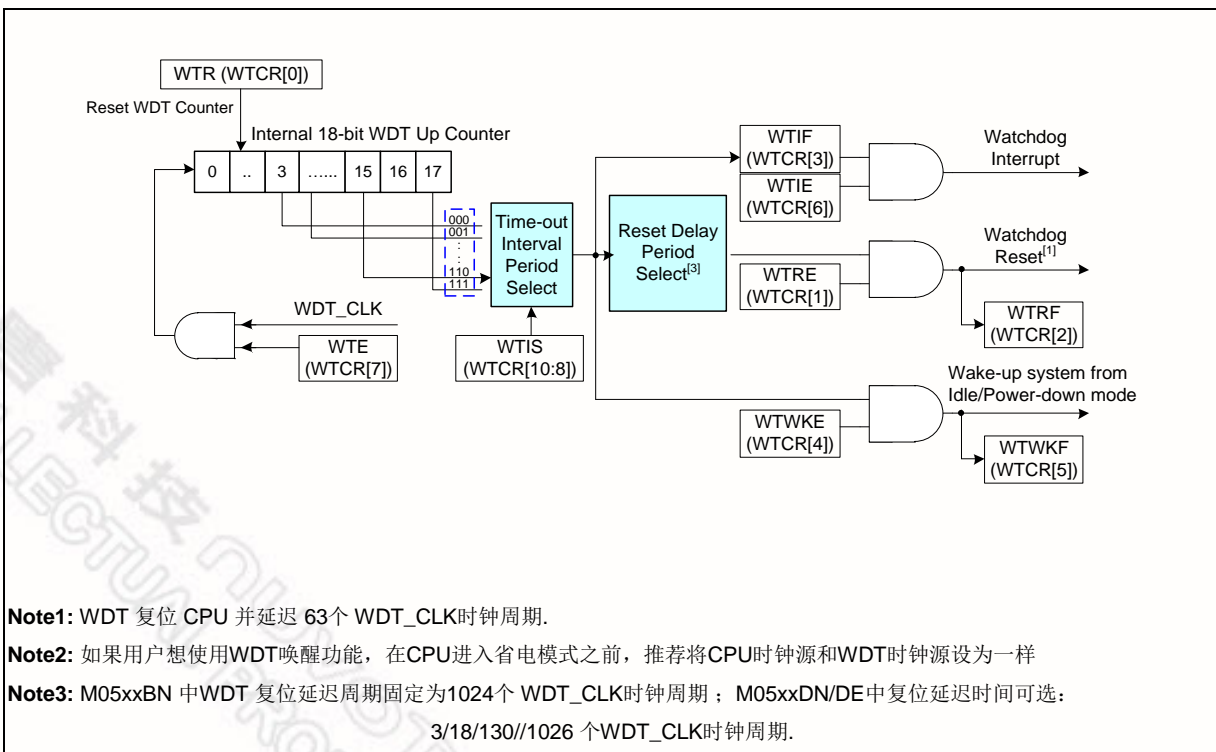 WTR (WTCR[0])
Reset WDT Counter
Internal 18-bit WDT Up Counter
0 .. 3 ...... 15 16 17
000
001
:
:
110
111
Time-out
Interval
Period
Select
WTIS
(WTCR[10:8])
WDT_CLK
WTE
(WTCR[7])
Reset Delay
Period
Select[3]
WTIF
(WTCR[3])
WTIE
(WTCR[6])
Watchdog
Interrupt
WTRE
(WTCR[1])
Watchdog
Reset[1]
WTRF
(WTCR[2])
WTWKE
(WTCR[4])
Wake-up system from
Idle/Power-down mode
WTWKF
(WTCR[5])
Note1: WDT 复位 CPU 并延迟 63个 WDT_CLK时钟周期.
Note2: 如果用户想使用WDT唤醒功能，在CPU进入省电模式之前，推荐将CPU时钟源和WDT时钟源设为一样
Note3: M05xxBN 中WDT 复位延迟周期固定为1024个 WDT_CLK时钟周期；M05xxDN/DE中复位延迟时间可选：
3/18/130//1026 个WDT_CLK时钟周期.